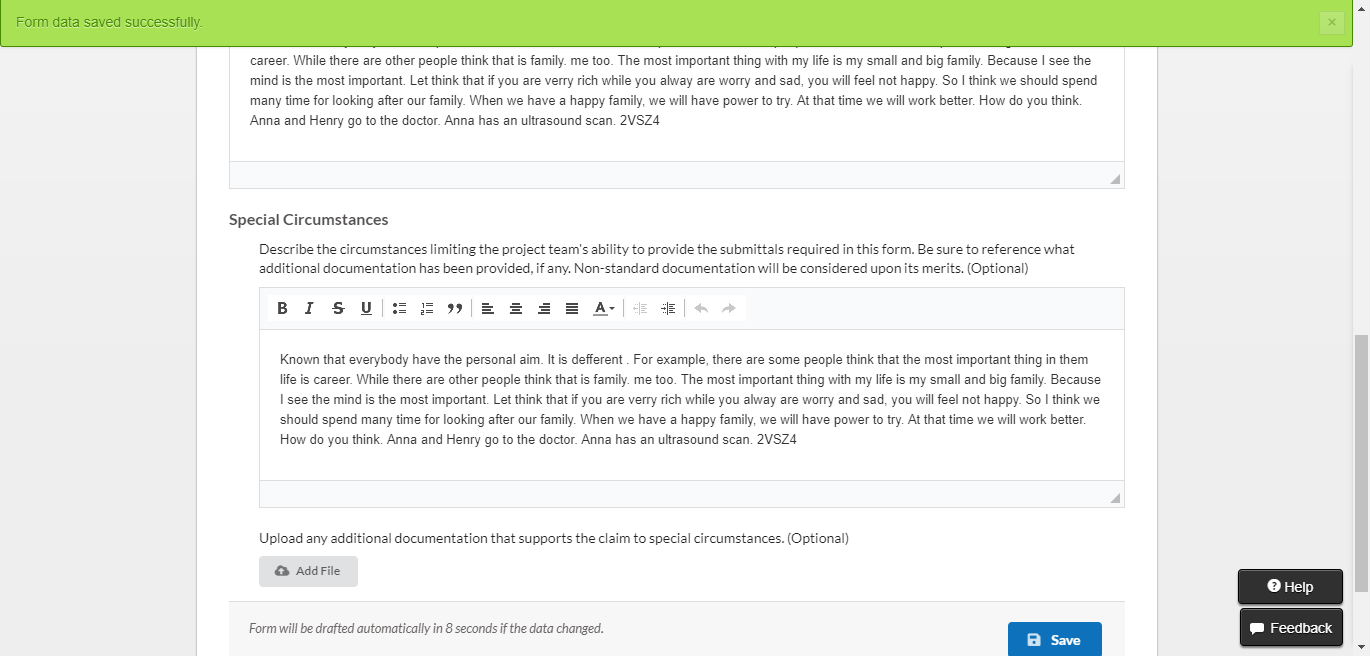 Form data saved successfully.
career. While there are other people think that is family. me too. The most important thing with my life is my small and big family. Because I see the
mind is the most important. Let think that if you are verry rich while you alway are worry and sad, you will feel not happy. So I think we should spend
many time for looking after our family. When we have a happy family, we will have power to try. At that time we will work better. How do you think.
Anna and Henry go to the doctor. Anna has an ultrasound scan. 2VSZ4
Special Circumstances
Describe the circumstances limiting the project team's ability to provide the submittals required in this form. Be sure to reference what
additional documentation has been provided, if any. Non-standard documentation will be considered upon its merits. (Optional)
B I S U A
Known that everybody have the personal aim. It is defferent . For example, there are some people think that the most important thing in them
life is career. While there are other people think that is family. me too. The most important thing with my life is my small and big family. Because
I see the mind is the most important. Let think that if you are verry rich while you alway are worry and sad, you will feel not happy. So I think we
should spend many time for looking after our family. When we have a happy family, we will have power to try. At that time we will work better.
How do you think. Anna and Henry go to the doctor. Anna has an ultrasound scan. 2VSZ4
Upload any additional documentation that supports the claim to special circumstances. (Optional)
Add File
Help
Form will be drafted automatically in 8 seconds if the data changed.
Feedback
Save